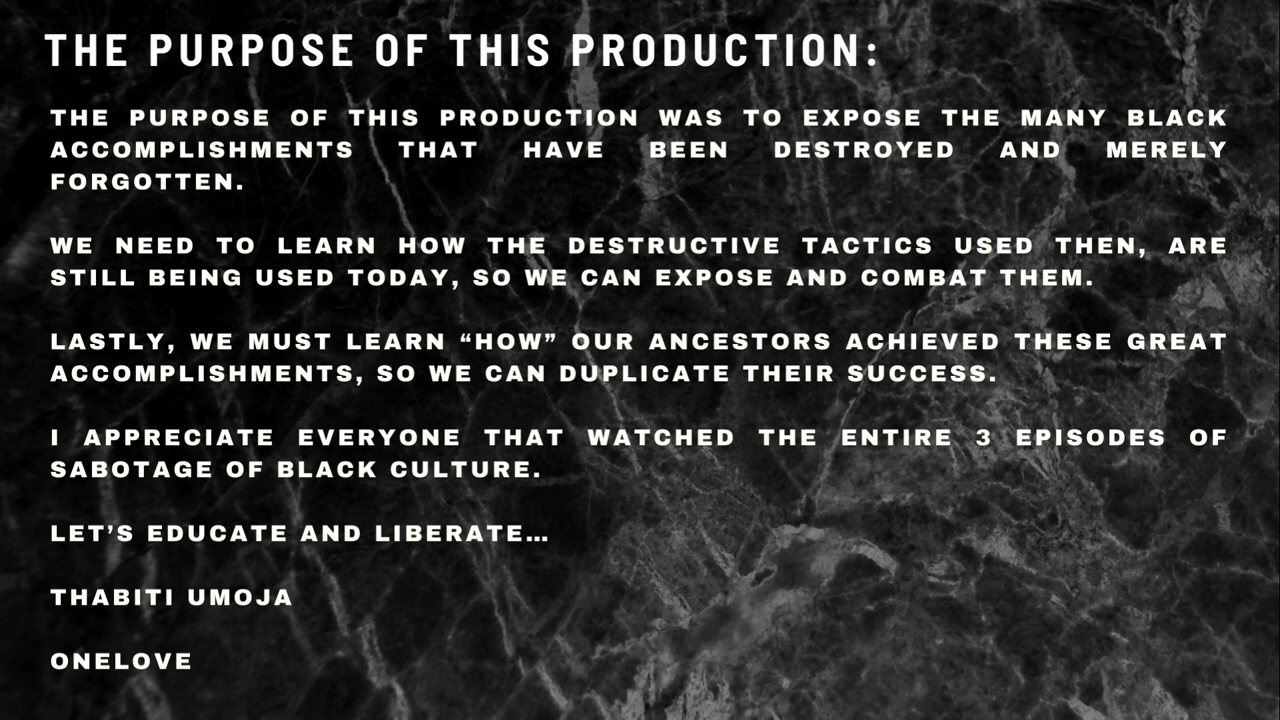 THE PURPOSE OF THIS PRODUCTION:
THE PURPOSE OF THIS PRODUCTION WAS TO EXPOSE THE MANY BLACK
ACCOMPLISHMENTS THAT HAVE BEEN DESTROYED AND MERELY
FORGOTTEN.
WE NEED TO LEARN HOW THE DESTRUCTIVE TACTICS USED THEN, ARE
STILL BEING USED TODAY, SO WE CAN EXPOSE AND COMBAT THEM.
LASTLY, WE MUST LEARN “HOW” OUR ANCESTORS ACHIEVED THESE GREAT
ACCOMPLISHMENTS, SO WE CAN DUPLICATE THEIR SUCCESS.
I APPRECIATE EVERYONE THAT WATCHED THE ENTIRE 3 EPISODES OF
SABOTAGE OF BLACK CULTURE.
LET’S EDUCATE AND LIBERATE…
THABITI UMOJA
ONELOVE